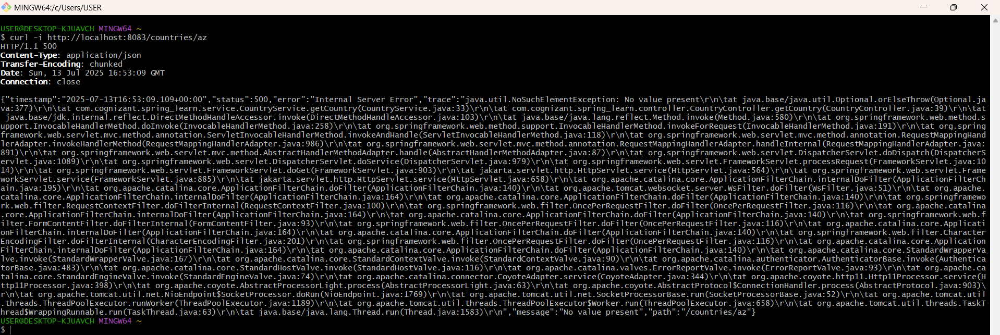 MINGW64:/c/Users/USER
USER@DESKTOP-KJUAVCH MINGW64 ~
$ curl -i http://localhost:8083/countries/az
HTTP/1.1 500
Content-Type: application/json
Transfer-Encoding: chunked
Date: Sun, 13 Jul 2025 16:53:09 GMT
Connection: close
{"timestamp":"2025-07-13T16:53:09.109+00:00","status":500,"error":"Internal Server Error","trace":"java.util.NoSuchElementException: No value present\r\n\tat java.base/java.util.Optional.orElseThrow(Optional.ja
va:377)\r\n\tat com.cognizant.spring_learn.service.CountryService.getCountry(CountryService.java:33)\r\n\tat com.cognizant.spring_learn.controller.CountryController.getCountry(CountryController.java:39)\r\n\tat
 java.base/jdk.internal.reflect.DirectMethodHandleAccessor.invoke(DirectMethodHandleAccessor.java:103)\r\n\tat java.base/java.lang.reflect.Method.invoke(Method.java:580)\r\n\tat org.springframework.web.method.s
upport.InvocableHandlerMethod.doInvoke(InvocableHandlerMethod.java:258)\r\n\tat org.springframework.web.method.support.InvocableHandlerMethod.invokeForRequest(InvocableHandlerMethod.java:191)\r\n\tat org.spring
framework.web.servlet.mvc.method.annotation.ServletInvocableHandlerMethod.invokeAndHandle(ServletInvocableHandlerMethod.java:118)\r\n\tat org.springframework.web.servlet.mvc.method.annotation.RequestMappingHand
lerAdapter.invokeHandlerMethod(RequestMappingHandlerAdapter.java:986)\r\n\tat org.springframework.web.servlet.mvc.method.annotation.RequestMappingHandlerAdapter.handleInternal(RequestMappingHandlerAdapter.java:
891)\r\n\tat org.springframework.web.servlet.mvc.method.AbstractHandlerMethodAdapter.handle(AbstractHandlerMethodAdapter.java:87)\r\n\tat org.springframework.web.servlet.DispatcherServlet.doDispatch(DispatcherS
ervlet.java:1089)\r\n\tat org.springframework.web.servlet.DispatcherServlet.doService(DispatcherServlet.java:979)\r\n\tat org.springframework.web.servlet.FrameworkServlet.processRequest(FrameworkServlet.java:10
14)\r\n\tat org.springframework.web.servlet.FrameworkServlet.doGet(FrameworkServlet.java:903)\r\n\tat jakarta.servlet.http.HttpServlet.service(HttpServlet.java:564)\r\n\tat org.springframework.web.servlet.Frame
workServlet.service(FrameworkServlet.java:885)\r\n\tat jakarta.servlet.http.HttpServlet.service(HttpServlet.java:658)\r\n\tat org.apache.catalina.core.ApplicationFilterChain.internalDoFilter(ApplicationFilterCh
ain.java:195)\r\n\tat org.apache.catalina.core.ApplicationFilterChain.doFilter(ApplicationFilterChain.java:140)\r\n\tat org.apache.tomcat.websocket.server.WsFilter.doFilter(WsFilter.java:51)\r\n\tat org.apache.
catalina.core.ApplicationFilterChain.internalDoFilter(ApplicationFilterChain.java:164)\r\n\tat org.apache.catalina.core.ApplicationFilterChain.doFilter(ApplicationFilterChain.java:140)\r\n\tat org.springframewo
rk.web.filter.RequestContextFilter.doFilterInternal(RequestContextFilter.java:100)\r\n\tat org.springframework.web.filter.OncePerRequestFilter.doFilter(OncePerRequestFilter.java:116)\r\n\tat org.apache.catalina
.core.ApplicationFilterChain.internalDoFilter(ApplicationFilterChain.java:164)\r\n\tat org.apache.catalina.core.ApplicationFilterChain.doFilter(ApplicationFilterChain.java:140)\r\n\tat org.springframework.web.f
ilter.FormContentFilter.doFilterInternal(FormContentFilter.java:93)\r\n\tat org.springframework.web.filter.OncePerRequestFilter.doFilter(OncePerRequestFilter.java:116)\r\n\tat org.apache.catalina.core.Applicati
onFilterChain.internalDoFilter(ApplicationFilterChain.java:164)\r\n\tat org.apache.catalina.core.ApplicationFilterChain.doFilter(ApplicationFilterChain.java:140)\r\n\tat org.springframework.web.filter.Character
EncodingFilter.doFilterInternal(CharacterEncodingFilter.java:201)\r\n\tat org.springframework.web.filter.OncePerRequestFilter.doFilter(OncePerRequestFilter.java:116)\r\n\tat org.apache.catalina.core.Application
FilterChain.internalDoFilter(ApplicationFilterChain.java:164)\r\n\tat org.apache.catalina.core.ApplicationFilterChain.doFilter(ApplicationFilterChain.java:140)\r\n\tat org.apache.catalina.core.StandardWrapperVa
lve.invoke(StandardWrapperValve.java:167)\r\n\tat org.apache.catalina.core.StandardContextValve.invoke(StandardContextValve.java:90)\r\n\tat org.apache.catalina.authenticator.AuthenticatorBase.invoke(Authentica
torBase.java:483)\r\n\tat org.apache.catalina.core.StandardHostValve.invoke(StandardHostValve.java:116)\r\n\tat org.apache.catalina.valves.ErrorReportValve.invoke(ErrorReportValve.java:93)\r\n\tat org.apache.ca
talina.core.StandardEngineValve.invoke(StandardEngineValve.java:74)\r\n\tat org.apache.catalina.connector.CoyoteAdapter.service(CoyoteAdapter.java:344)\r\n\tat org.apache.coyote.http11.Http11Processor.service(H
ttp11Processor.java:398)\r\n\tat org.apache.coyote.AbstractProcessorLight.process(AbstractProcessorLight.java:63)\r\n\tat org.apache.coyote.AbstractProtocol$ConnectionHandler.process(AbstractProtocol.java:903)\
r\n\tat org.apache.tomcat.util.net.NioEndpoint$SocketProcessor.doRun(NioEndpoint.java:1769)\r\n\tat org.apache.tomcat.util.net.SocketProcessorBase.run(SocketProcessorBase.java:52)\r\n\tat org.apache.tomcat.util
.threads.ThreadPoolExecutor.runWorker(ThreadPoolExecutor.java:1189)\r\n\tat org.apache.tomcat.util.threads.ThreadPoolExecutor$Worker.run(ThreadPoolExecutor.java:658)\r\n\tat org.apache.tomcat.util.threads.TaskT
hread$WrappingRunnable.run(TaskThread.java:63)\r\n\tat java.base/java.lang.Thread.run(Thread.java:1583)\r\n","message":"No value present","path":"/countries/az"}
USER@DESKTOP-KJUAVCH MINGW64 ~
$